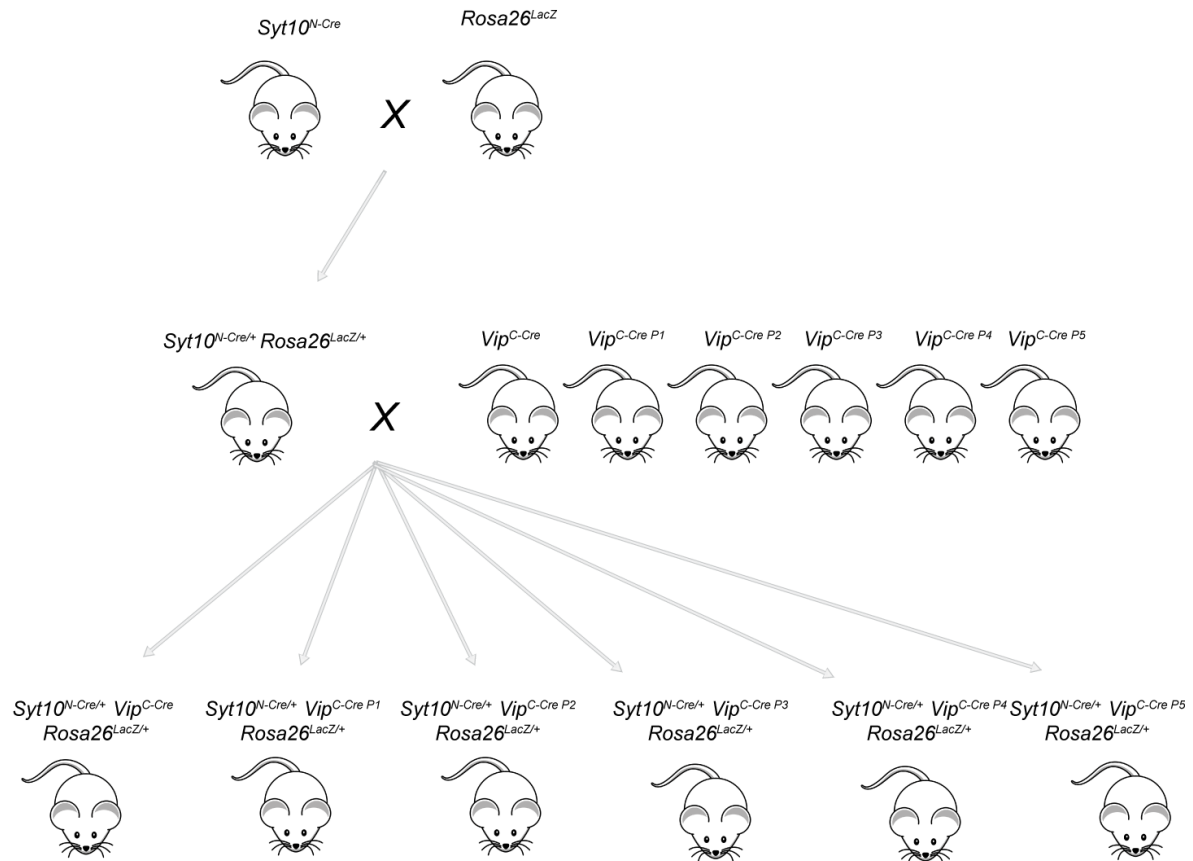 Syt10N-Cre Rosa26LacZ
X
Syt10N-Cre/+ Rosa26LacZ/+ VipC-Cre VipC-Cre P1 VipC-Cre P2 VipC-Cre P3 VipC-Cre P4 VipC-Cre P5
X
Syt10N-Cre/+ VipC-Cre
Rosa26LacZ/+
Syt10N-Cre/+ VipC-Cre P1
Rosa26LacZ/+
Syt10N-Cre/+ VipC-Cre P2
Rosa26LacZ/+
Syt10N-Cre/+ VipC-Cre P3
Rosa26LacZ/+
Syt10N-Cre/+ VipC-Cre P4
Rosa26LacZ/+
Syt10N-Cre/+ VipC-Cre P5
Rosa26LacZ/+